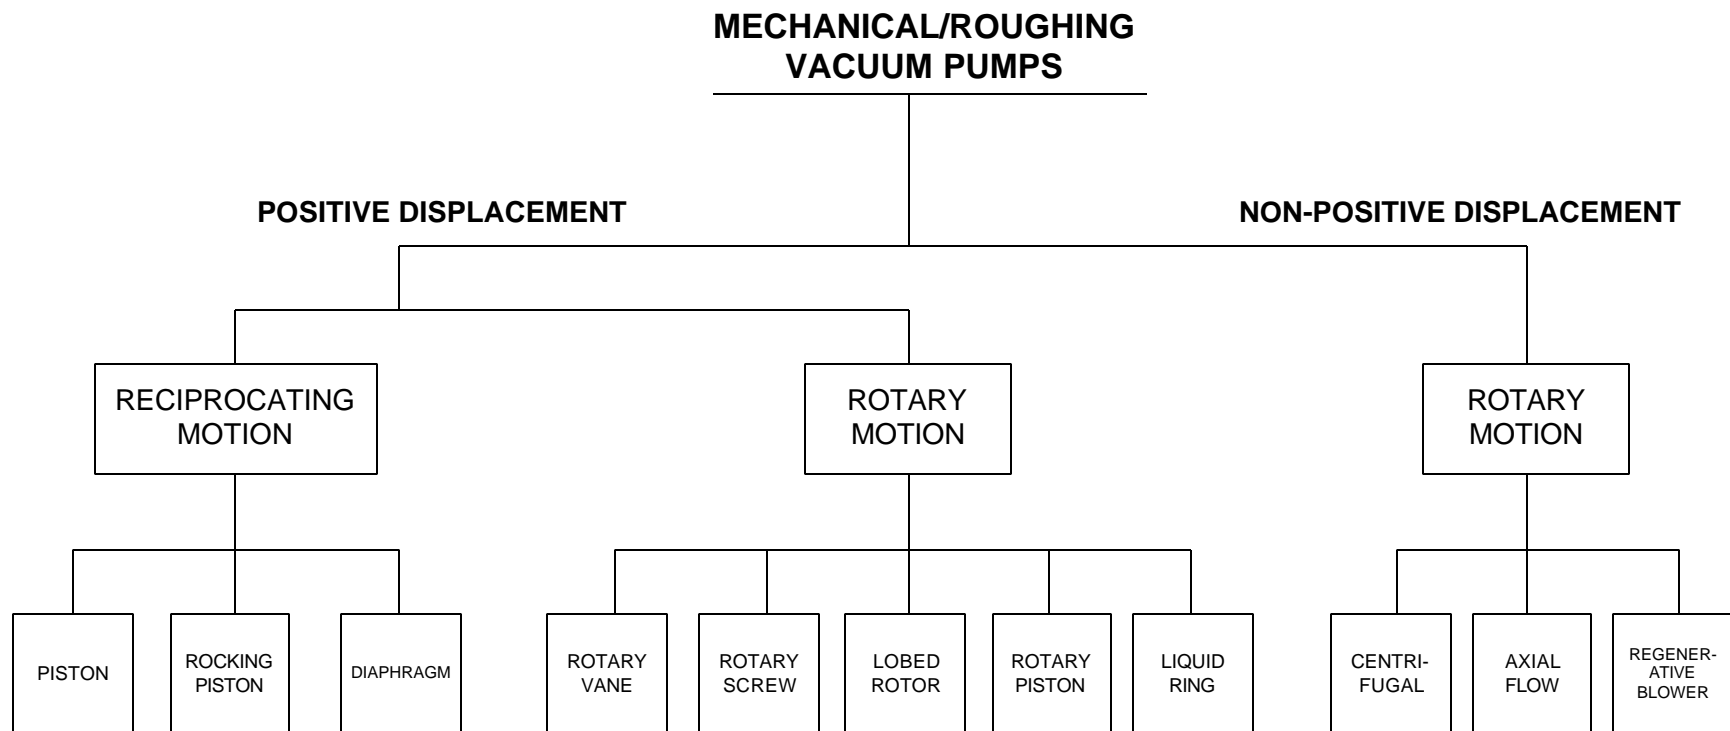 MECHANICAL/ROUGHING
VACUUM PUMPS
POSITIVE DISPLACEMENT
NON-POSITIVE DISPLACEMENT
RECIPROCATING
MOTION
ROTARY
MOTION
ROTARY
MOTION
PISTON
ROCKING
PISTON
DIAPHRAGM
ROTARY
VANE
ROTARY
SCREW
LOBED
ROTOR
ROTARY
PISTON
LIQUID
RING
CENTRI-
FUGAL
AXIAL
FLOW
REGENER-
ATIVE
BLOWER